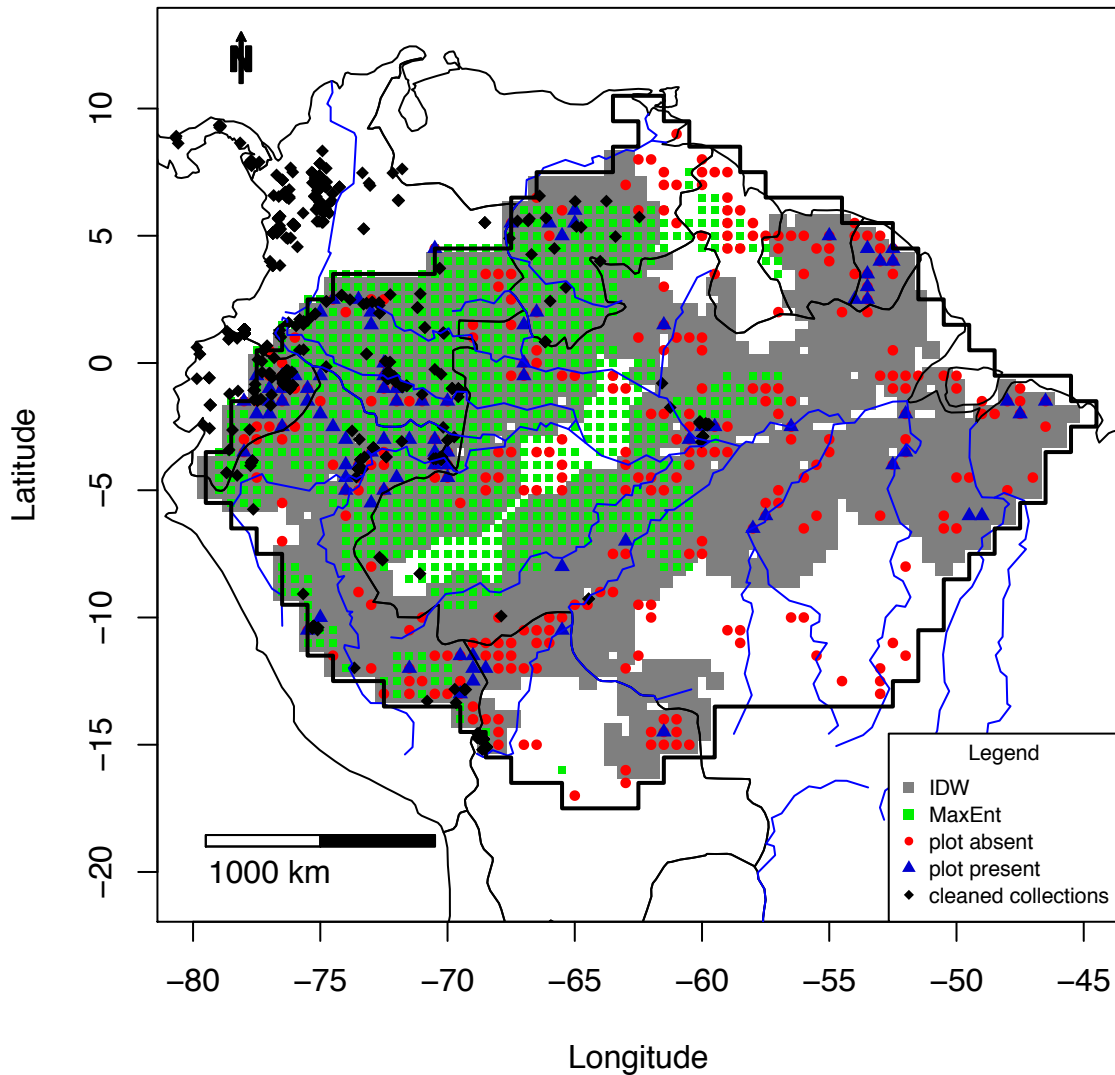 N
10
5
0
−5
−10
−15
−20
Latitude
1000 km
Legend
IDW
MaxEnt
plot absent
plot present
cleaned collections
−80 −75 −70 −65 −60 −55 −50 −45
Longitude